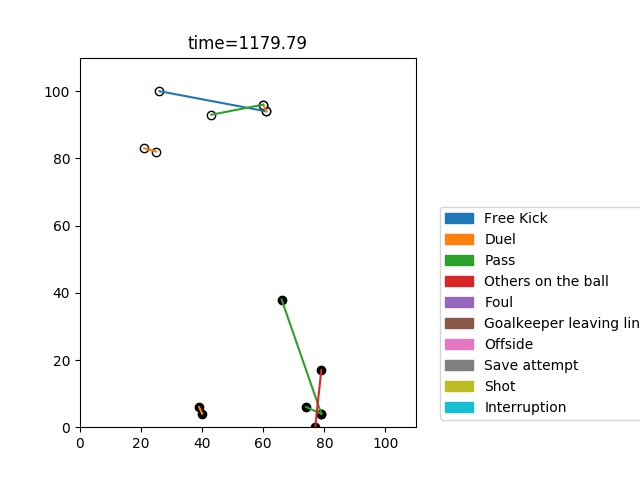 time=1179.79
100
80
60
40
20
0
0 20 40 60 80 100
Free Kick
Duel
Pass
Others on the ball
Foul
Goalkeeper leaving lin
Offside
Save attempt
Shot
Interruption